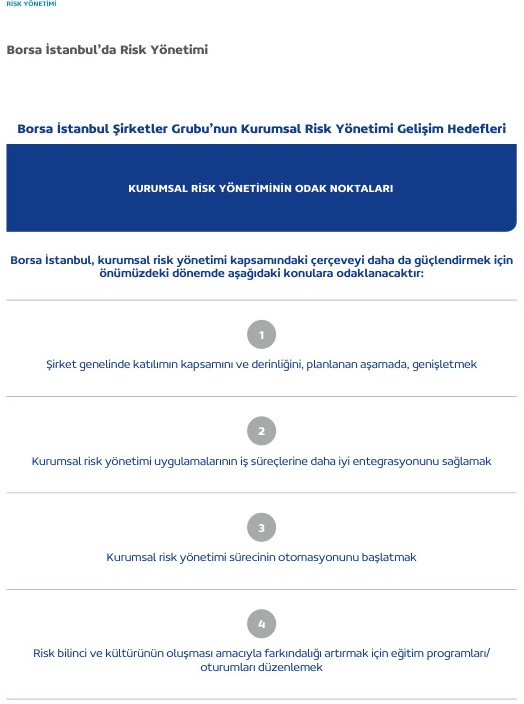 RİSK YÖNETİMİ
Borsa İstanbul'da Risk Yönetimi
Borsa İstanbul Şirketler Grubu'nun Kurumsal Risk Yönetimi Gelişim Hedefleri
KURUMSAL RİSK YÖNETİMİNİN ODAK NOKTALARI
Borsa İstanbul, kurumsal risk yönetimi kapsamındaki çerçeveyi daha da güçlendirmek için
önümüzdeki dönemde aşağıdaki konulara odaklanacaktır:
1
Şirket genelinde katılımın kapsamını ve derinliğini, planlanan aşamada, genişletmek
2
Kurumsal risk yönetimi uygulamalarının iş süreçlerine daha iyi entegrasyonunu sağlamak
3
Kurumsal risk yönetimi sürecinin otomasyonunu başlatmak
4
Risk bilinci ve kültürünün oluşması amacıyla farkındalığı artırmak için eğitim programları/
oturumları düzenlemek